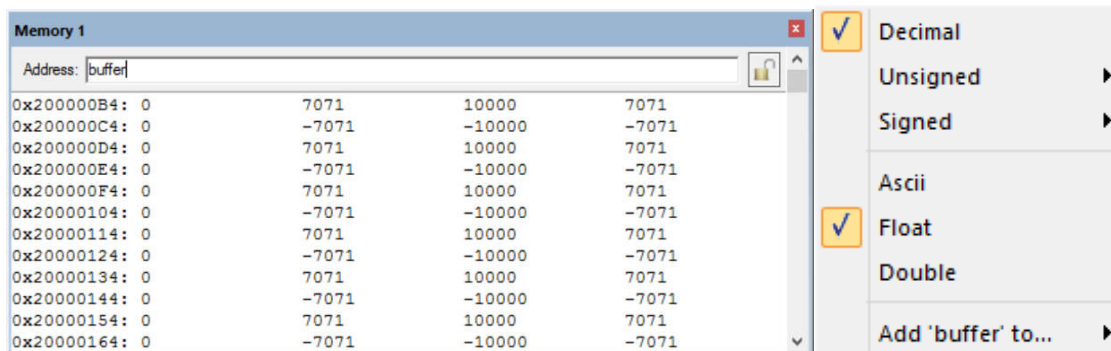 Memory 1
Address: buffer
0x200000B4: 0 7071 10000 7071
0x200000C4: 0 -7071 -10000 -7071
0x200000D4: 0 7071 10000 7071
0x200000E4: 0 -7071 -10000 -7071
0x200000F4: 0 7071 10000 7071
0x20000104: 0 -7071 -10000 -7071
0x20000114: 0 7071 10000 7071
0x20000124: 0 -7071 -10000 -7071
0x20000134: 0 7071 10000 7071
0x20000144: 0 -7071 -10000 -7071
0x20000154: 0 7071 10000 7071
0x20000164: 0 -7071 -10000 -7071
Decimal
Unsigned
Signed
Ascii
Float
Double
Add 'buffer' to...